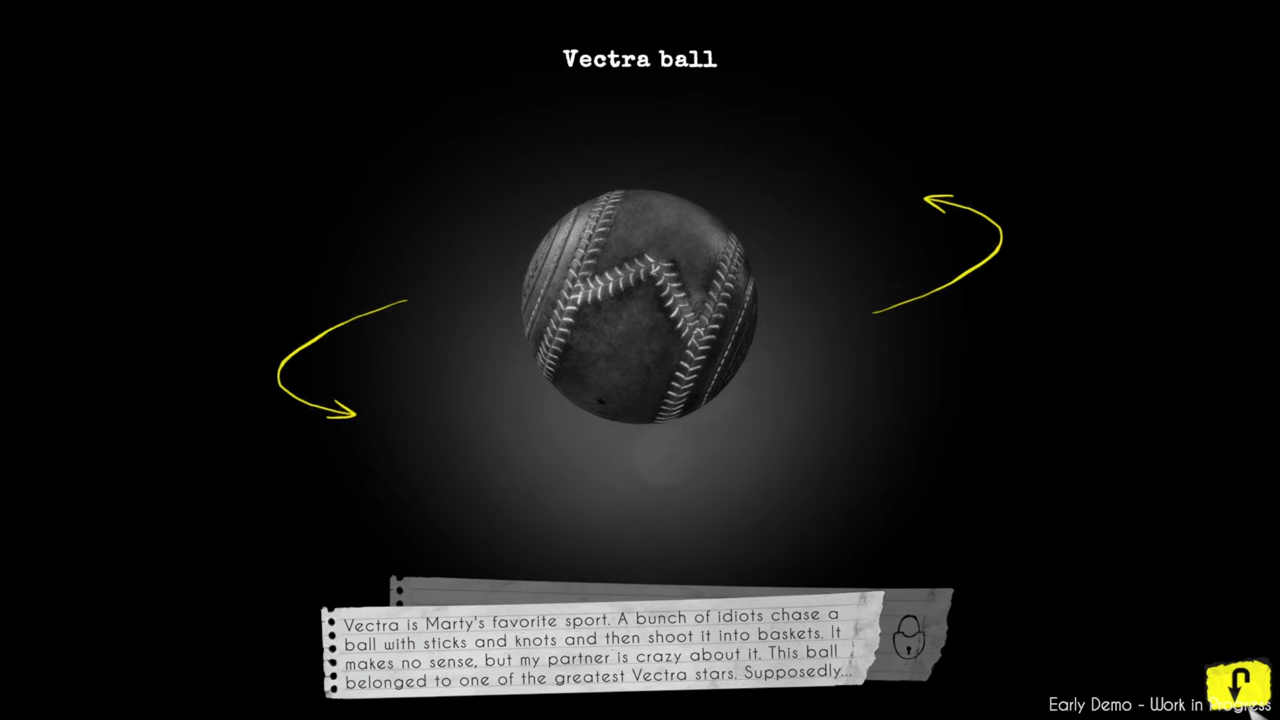 Vectra ball
Vectra is Marty's favorite sport. A bunch of idiots chase a
ball with sticks and knots and then shoot it into baskets. It
makes no sense, but my partner is crazy about it. This ball
belonged to one of the greatest Vectra stars. Supposedly...
Early Demo - Work in Progress